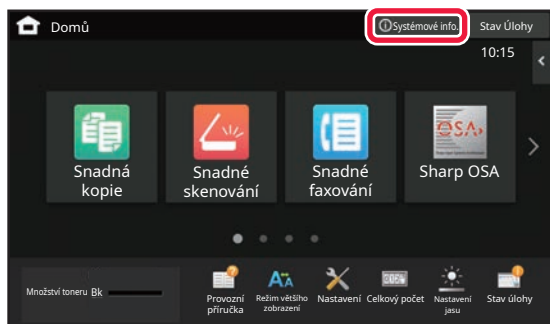 Domů
Systémové info.
Stav Úlohy
10:15
Snadná
kopie
Snadné
skenování
Snadné
faxování
OSA
Sharp OSA
Množství toneru Bk
Provozní
příručka
Režim většího
zobrazení
Nastavení
Celkový počet
Nastavení
jasu
Stav úlohy